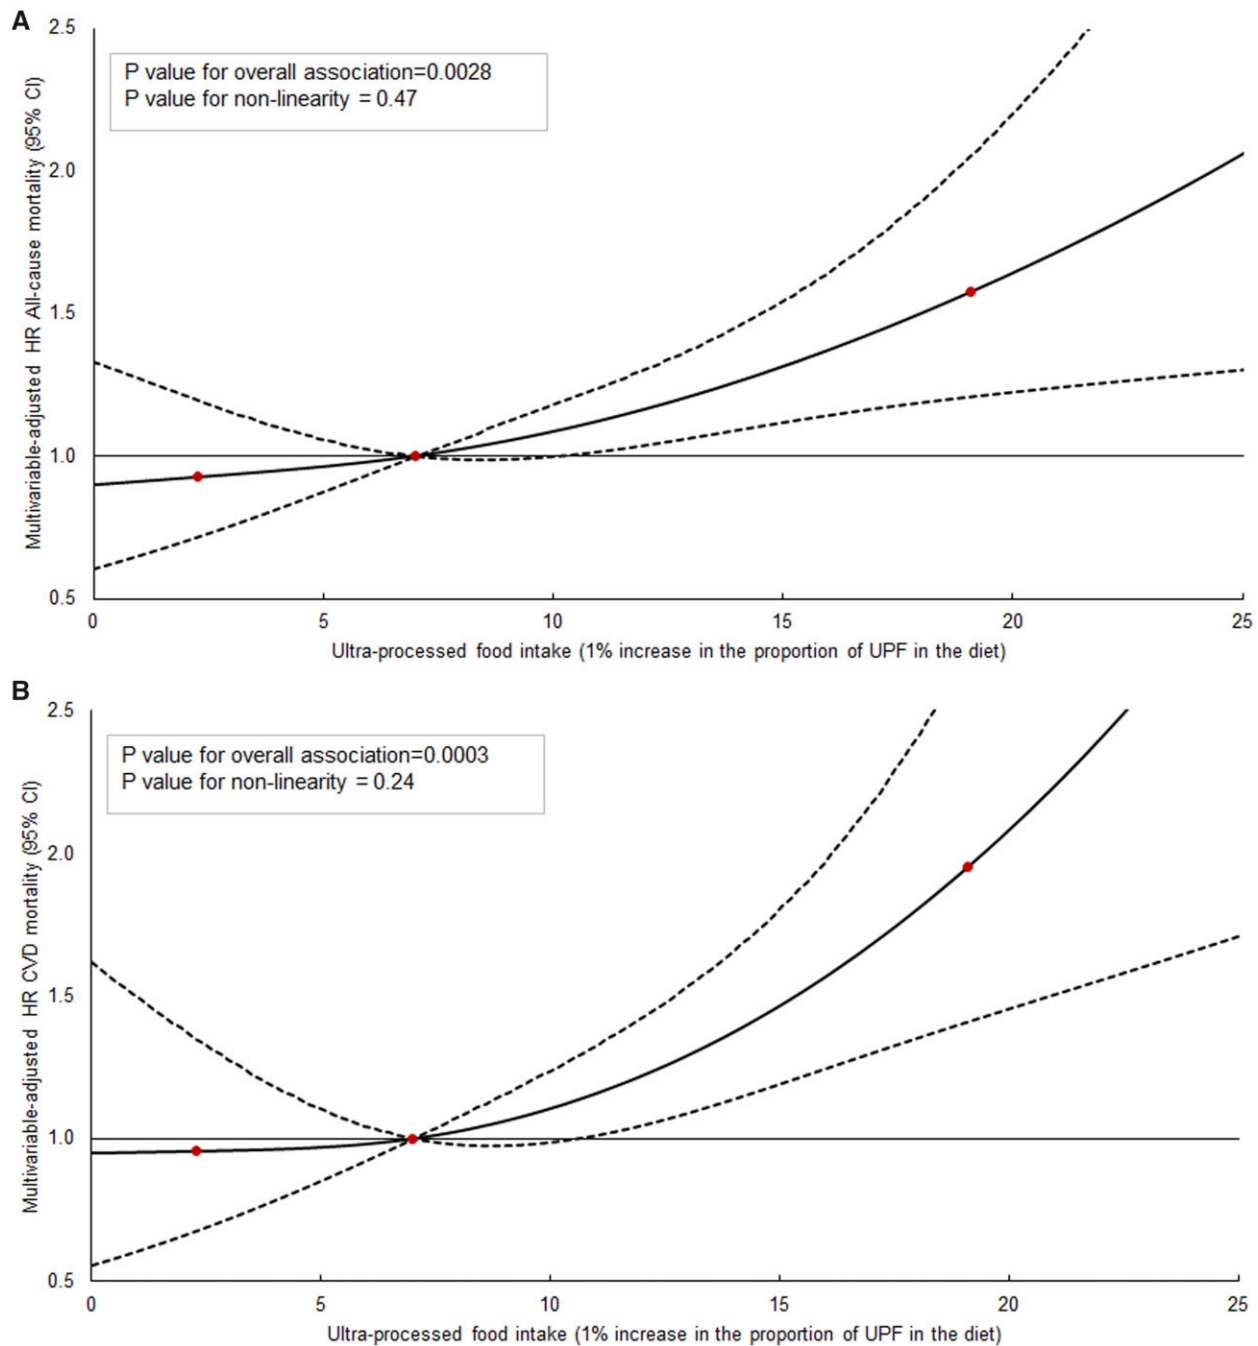 A
2.5
P value for overall association=0.0028
P value for non-linearity = 0.47
2.0
1.5
1.0
0.5
Multivariable-adjusted HR All-cause mortality (95% CI)
0 5 10 15 20 25
Ultra-processed food intake (1% increase in the proportion of UPF in the diet)
B
2.5
P value for overall association=0.0003
P value for non-linearity = 0.24
2.0
1.5
1.0
0.5
Multivariable-adjusted HR CVD mortality (95% CI)
0 5 10 15 20 25
Ultra-processed food intake (1% increase in the proportion of UPF in the diet)